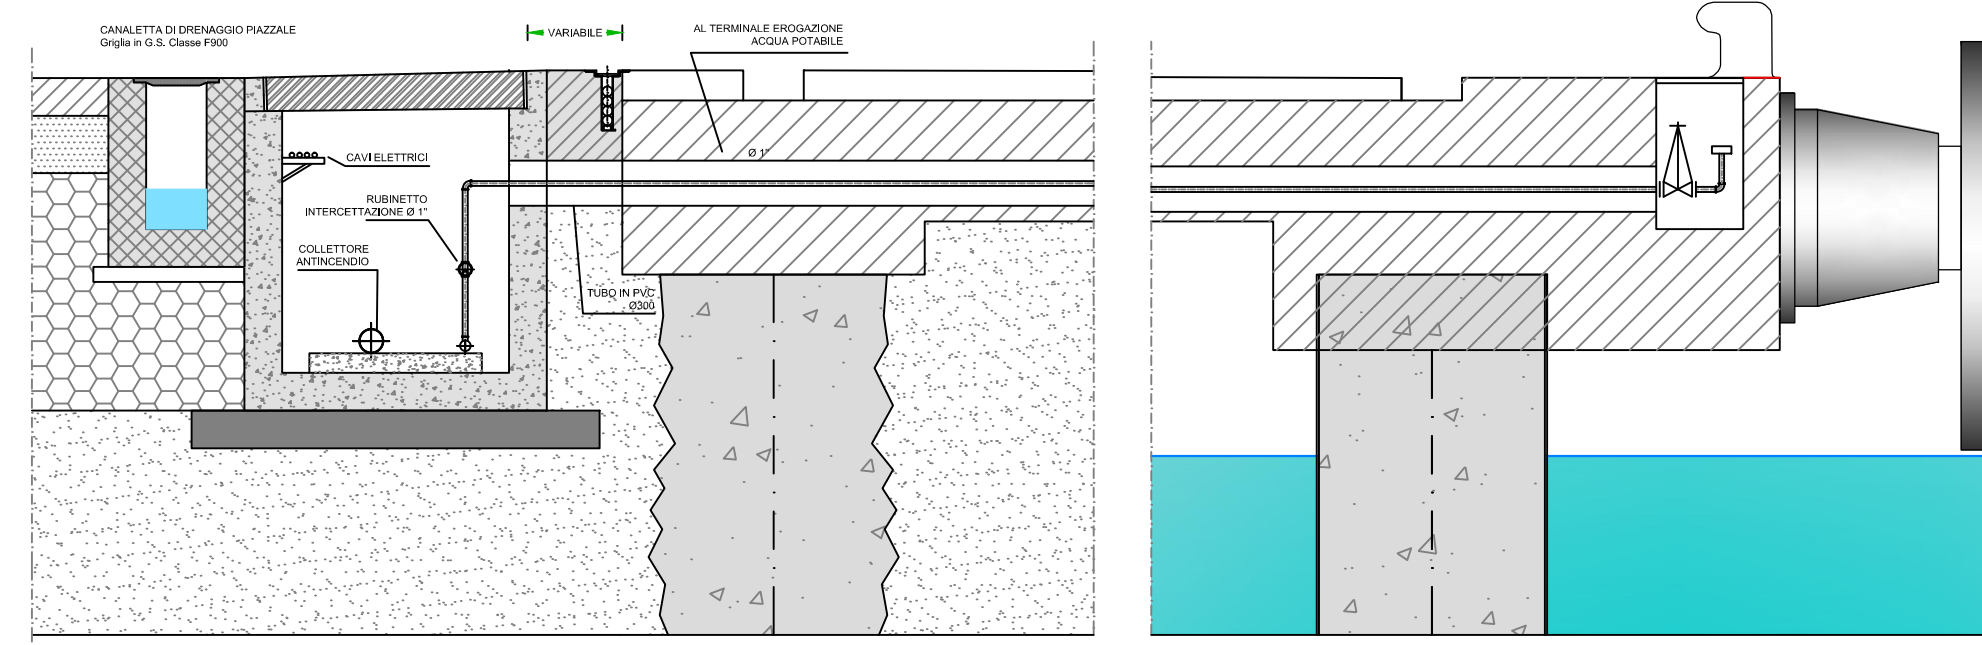 CANALETTA DI DRENAGGIO PIAZZALE
Griglia in G.S. Classe F900
VARIABILE
AL TERMINALE EROGAZIONE
ACQUA POTABILE
Ø 1"
CAVI ELETTRICI
RUBINETTO
INTERCETTAZIONE Ø 1"
COLLETTORE
ANTINCENDIO
TUBO IN PVC
Ø300